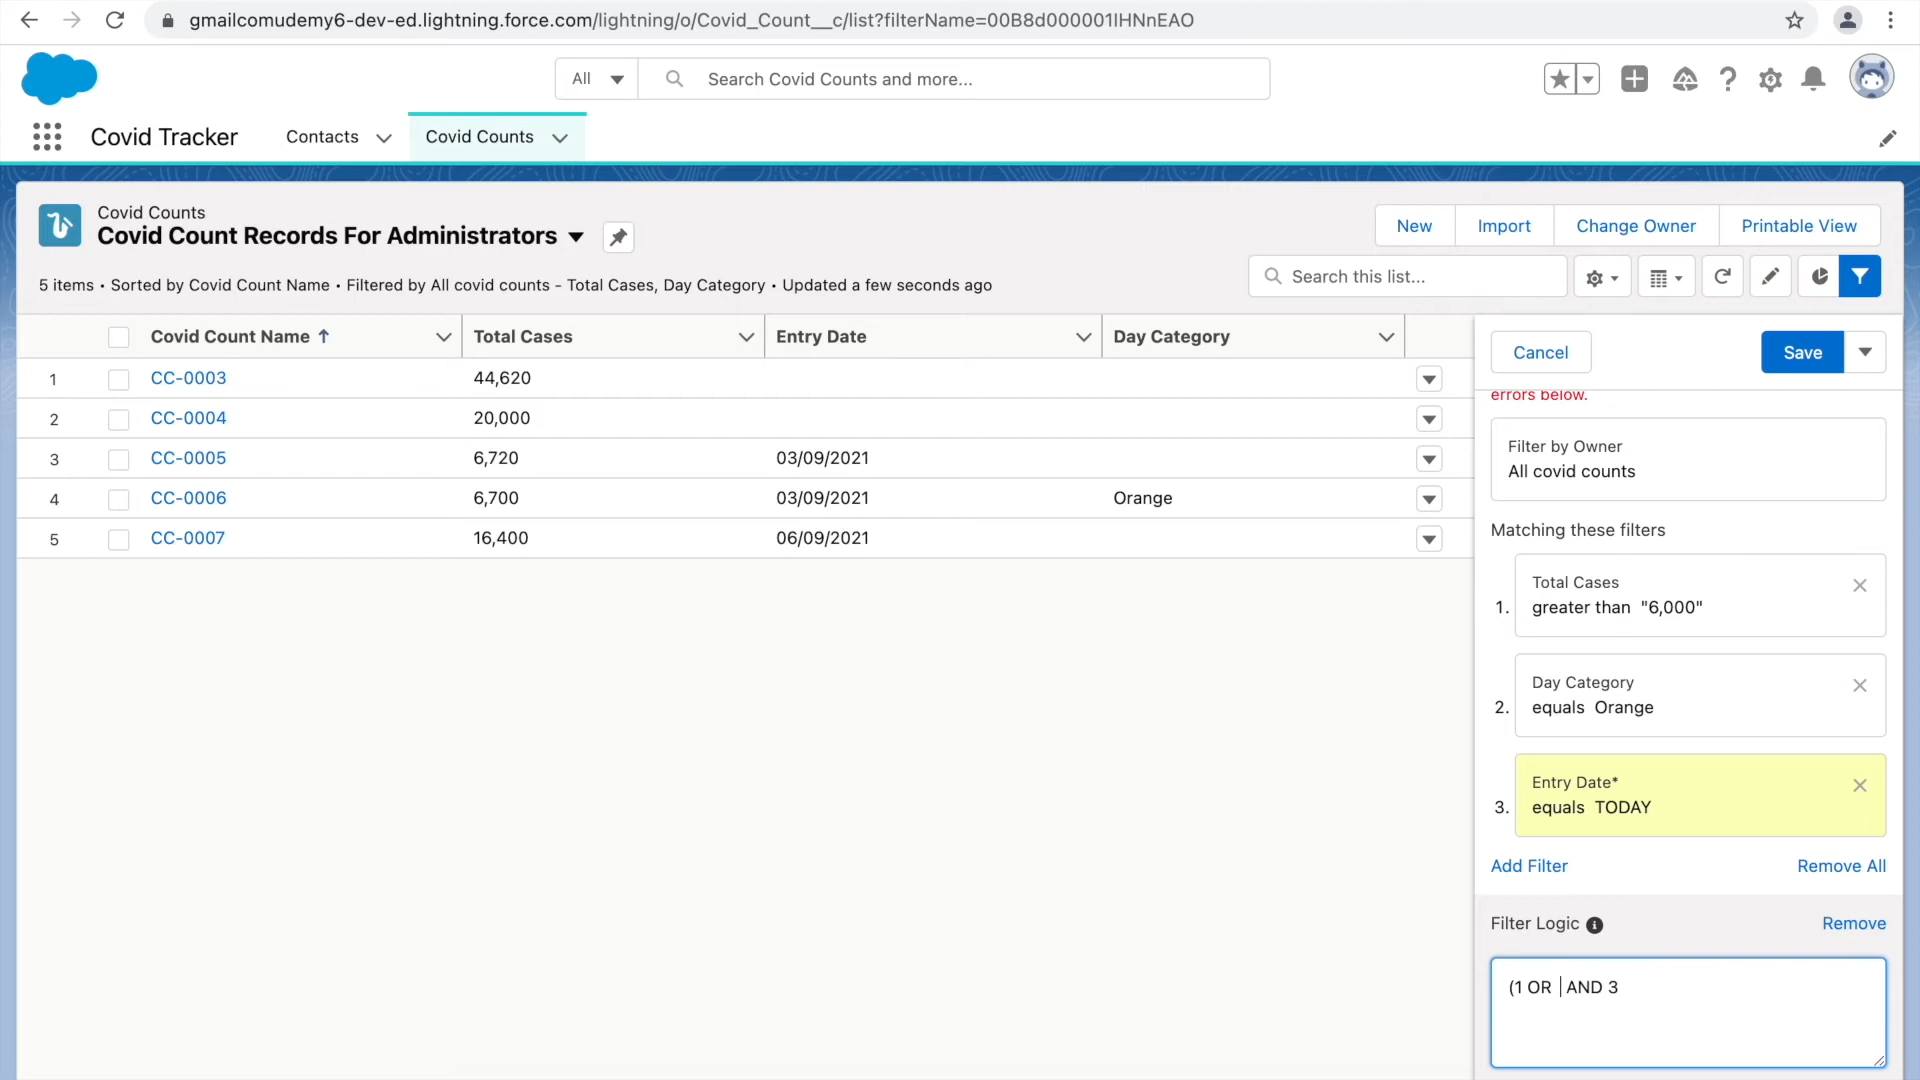 gmailcomudemy6-dev-ed.lightning.force.com/lightning/o/Covid_Count__c/list?filterName=00B8d000001IHNnEAO
All
Search Covid Counts and more...
Covid Tracker
Contacts
Covid Counts
Covid Counts
Covid Count Records For Administrators
New
Import
Change Owner
Printable View
5 items • Sorted by Covid Count Name • Filtered by All covid counts - Total Cases, Day Category • Updated a few seconds ago
Search this list...
Covid Count Name
Total Cases
Entry Date
Day Category
1 CC-0003 44,620
2 CC-0004 20,000
3 CC-0005 6,720 03/09/2021
4 CC-0006 6,700 03/09/2021 Orange
5 CC-0007 16,400 06/09/2021
Cancel
Save
errors below.
Filter by Owner
All covid counts
Matching these filters
Total Cases
1. greater than "6,000"
Day Category
2. equals Orange
Entry Date*
3. equals TODAY
Add Filter
Remove All
Filter Logic
Remove
(1 OR AND 3